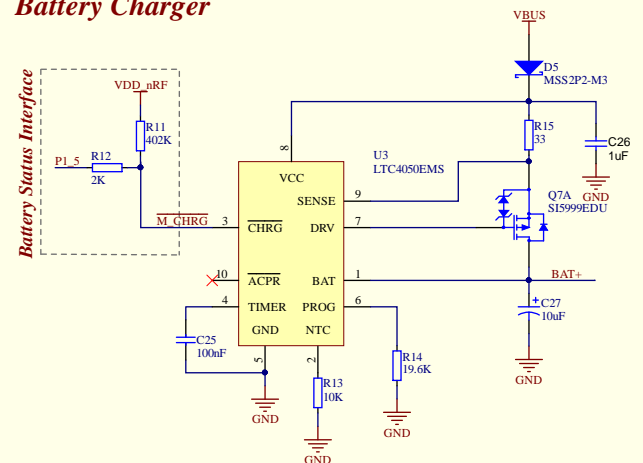 Battery Charger
VBUS
D5
MSS2P2-M3
Battery Status Interface
VDD_nRF
R11
402K
R12
2K
P1_5
M_CHRG
R15
33
C26
1uF
GND
U3
LTC4050EMS
8
VCC
SENSE
9
3
CHRG
DRV
7
Q7A
SI5999EDU
10
ACPR
BAT
1
BAT+
4
TIMER
PROG
6
GND
NTC
5
2
C25
100nF
C27
10uF
GND
R14
19.6K
GND
R13
10K
GND
GND